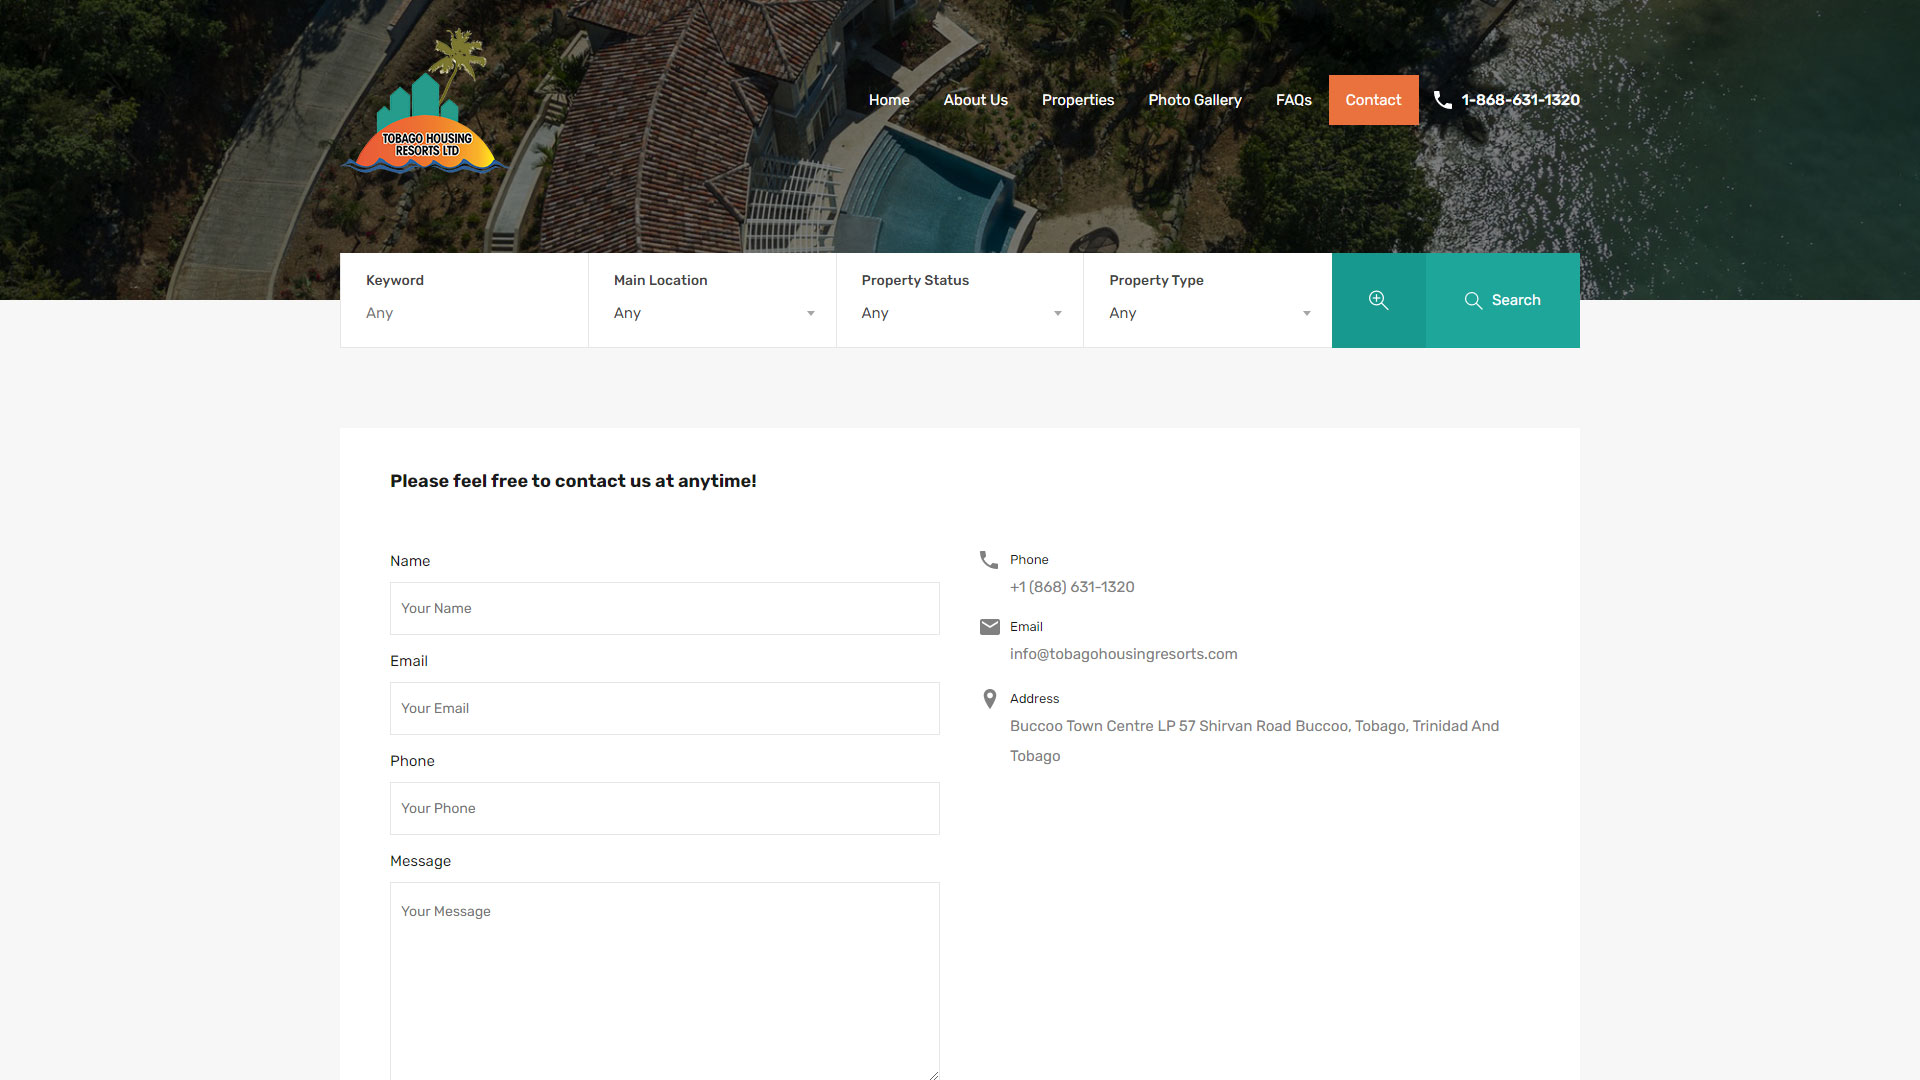 TOBAGO HOUSING
RESORTS LTD
Home
About Us
Properties
Photo Gallery
FAQs
Contact
1-868-631-1320
Keyword
Any
Main Location
Any
Property Status
Any
Property Type
Any
Search
Please feel free to contact us at anytime!
Name
Your Name
Email
Your Email
Phone
Your Phone
Message
Your Message
Phone
+1 (868) 631-1320
Email
info@tobagohousingresorts.com
Address
Buccoo Town Centre LP 57 Shirvan Road Buccoo, Tobago, Trinidad And
Tobago